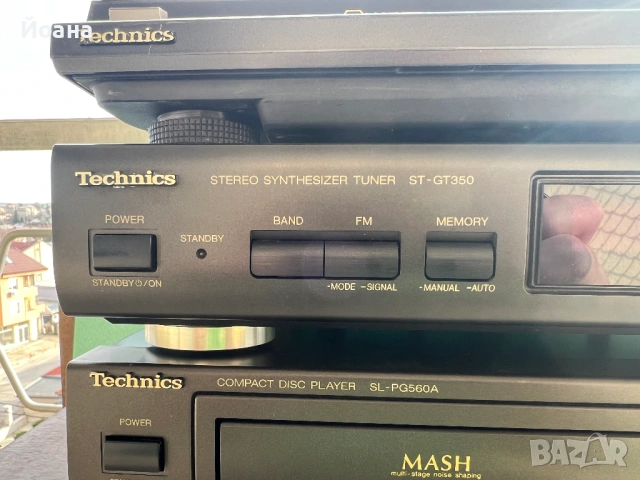 Йоана
Technics
Technics STEREO SYNTHESIZER TUNER ST-GT350
POWER
STANDBY
BAND FM MEMORY
STANDBY⏻/ON
-MODE -SIGNAL -MANUAL -AUTO
Technics COMPACT DISC PLAYER SL-PG560A
POWER
MASH
multi-stage noise shaping
BAZAR